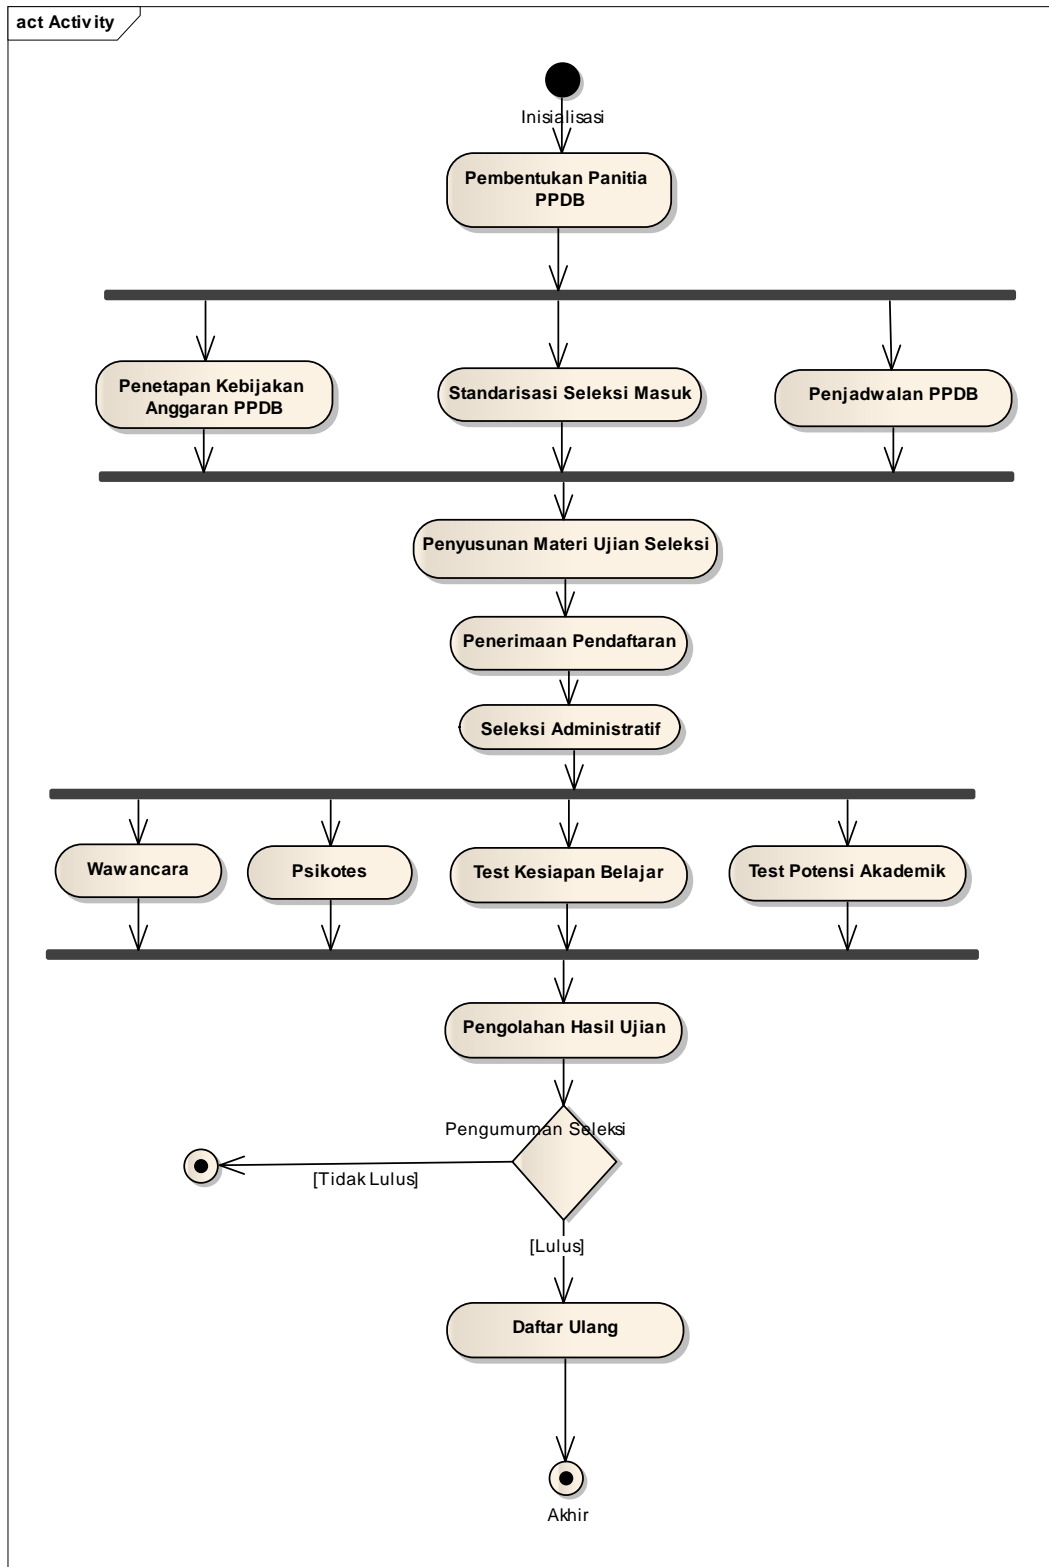 act Activity
Inisialisasi
Pembentukan Panitia
PPDB
Penetapan Kebijakan
Anggaran PPDB
Standarisasi Seleksi Masuk
Penjadwalan PPDB
Penyusunan Materi Ujian Seleksi
Penerimaan Pendaftaran
Seleksi Administratif
Wawancara
Psikotes
Test Kesiapan Belajar
Test Potensi Akademik
Pengolahan Hasil Ujian
Pengumuman Seleksi
[Tidak Lulus]
[Lulus]
Daftar Ulang
Akhir